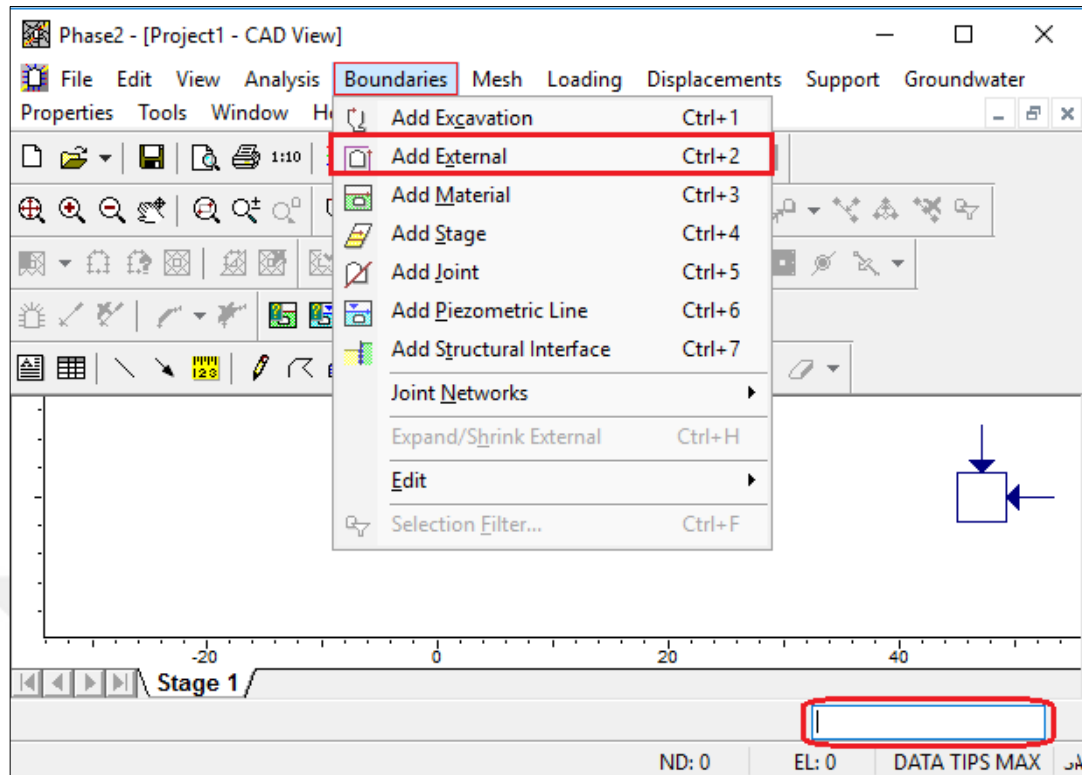 Phase2 - [Project1 - CAD View]
File Edit View Analysis Boundaries Mesh Loading Displacements Support Groundwater
Properties Tools Window
Add Excavation Ctrl+1
1:10 Add External Ctrl+2
Add Material Ctrl+3
Add Stage Ctrl+4
Add Joint Ctrl+5
Add Piezometric Line Ctrl+6
123 Add Structural Interface Ctrl+7
Joint Networks
Expand/Shrink External Ctrl+H
Edit
Selection Filter... Ctrl+F
-20 0 20 40
Stage 1
ND: 0 EL: 0 DATA TIPS MAX